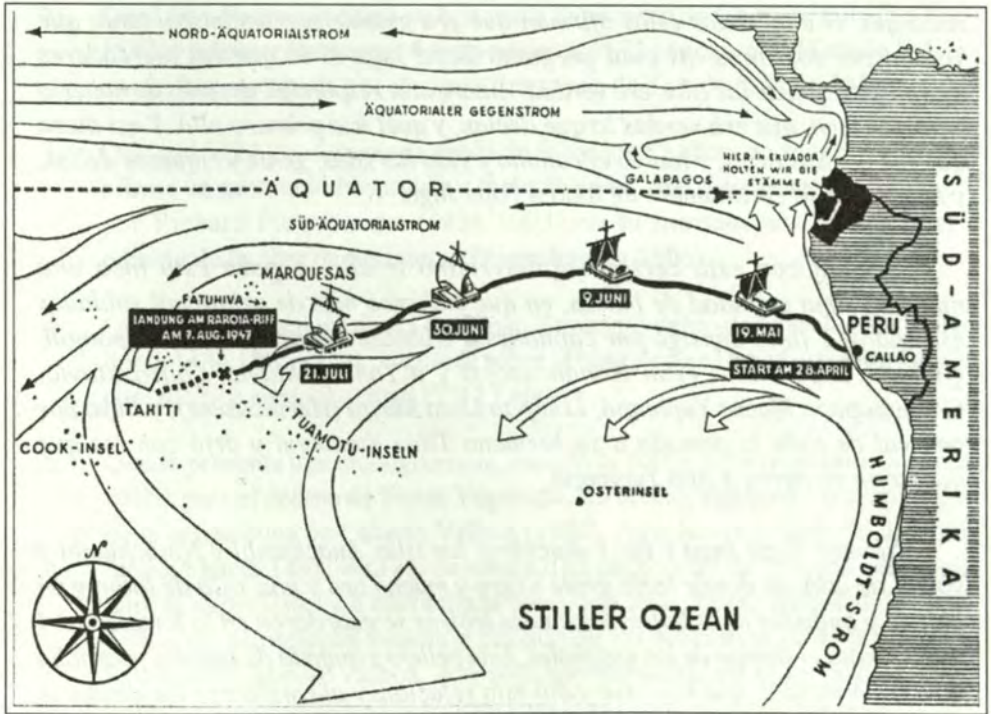 NORD-ÄQUATORIALSTROM
ÄQUATORIALER GEGENSTROM
HIER, IN EKUADOR
HOLTEN WIR DIE
STÄMME
GALAPAGOS
ÄQUATOR
SÜD-ÄQUATORIALSTROM
MARQUESAS
FATUHIVA
LANDUNG AM RAROIA-RIFF
AM 7. AUG. 1947
21. JULI
30. JUNI
9. JUNI
19. MAI
START AM 28. APRIL
PERU
CALLAO
SÜD-AMERIKA
TAHITI
COOK-INSELN
TUAMOTU-INSELN
OSTERINSEL
HUMBOLDT-STROM
STILLER OZEAN
N